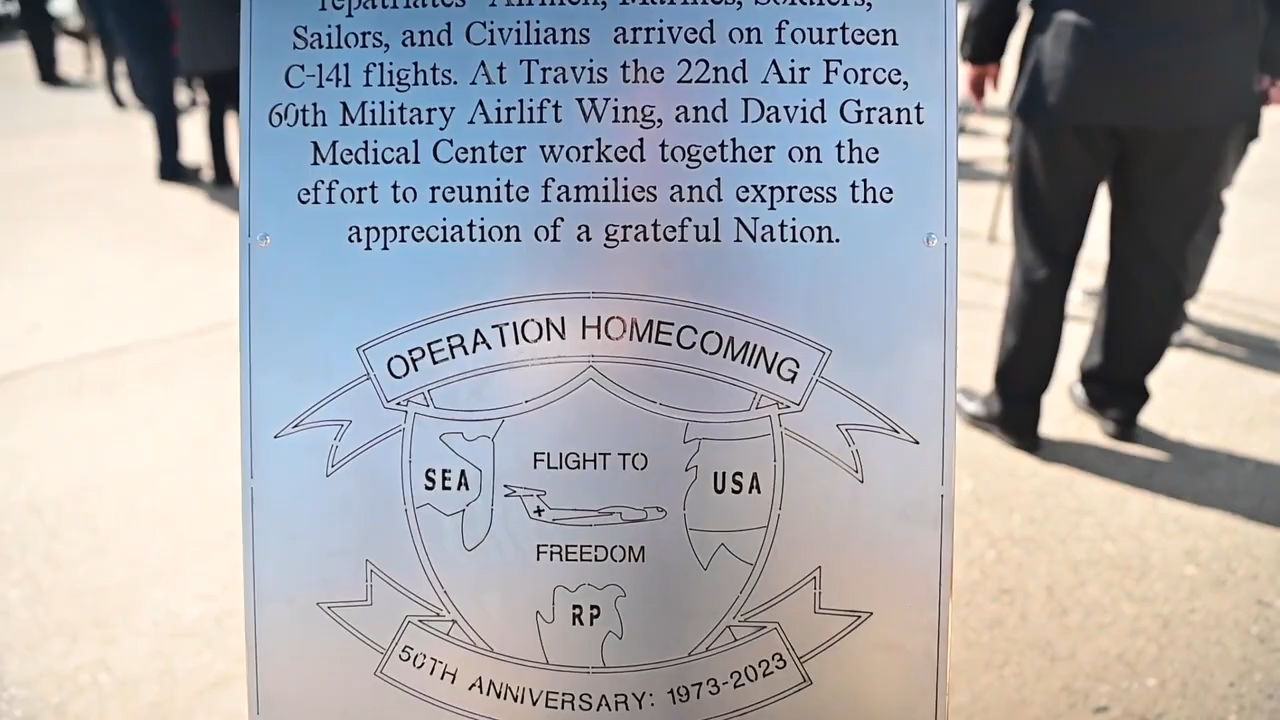 repatriates Airmen, Marines, Soldiers,
Sailors, and Civilians arrived on fourteen
C-141 flights. At Travis the 22nd Air Force,
60th Military Airlift Wing, and David Grant
Medical Center worked together on the
effort to reunite families and express the
appreciation of a grateful Nation.
OPERATION HOMECOMING
SEA
FLIGHT TO
USA
FREEDOM
RP
50TH ANNIVERSARY: 1973-2023